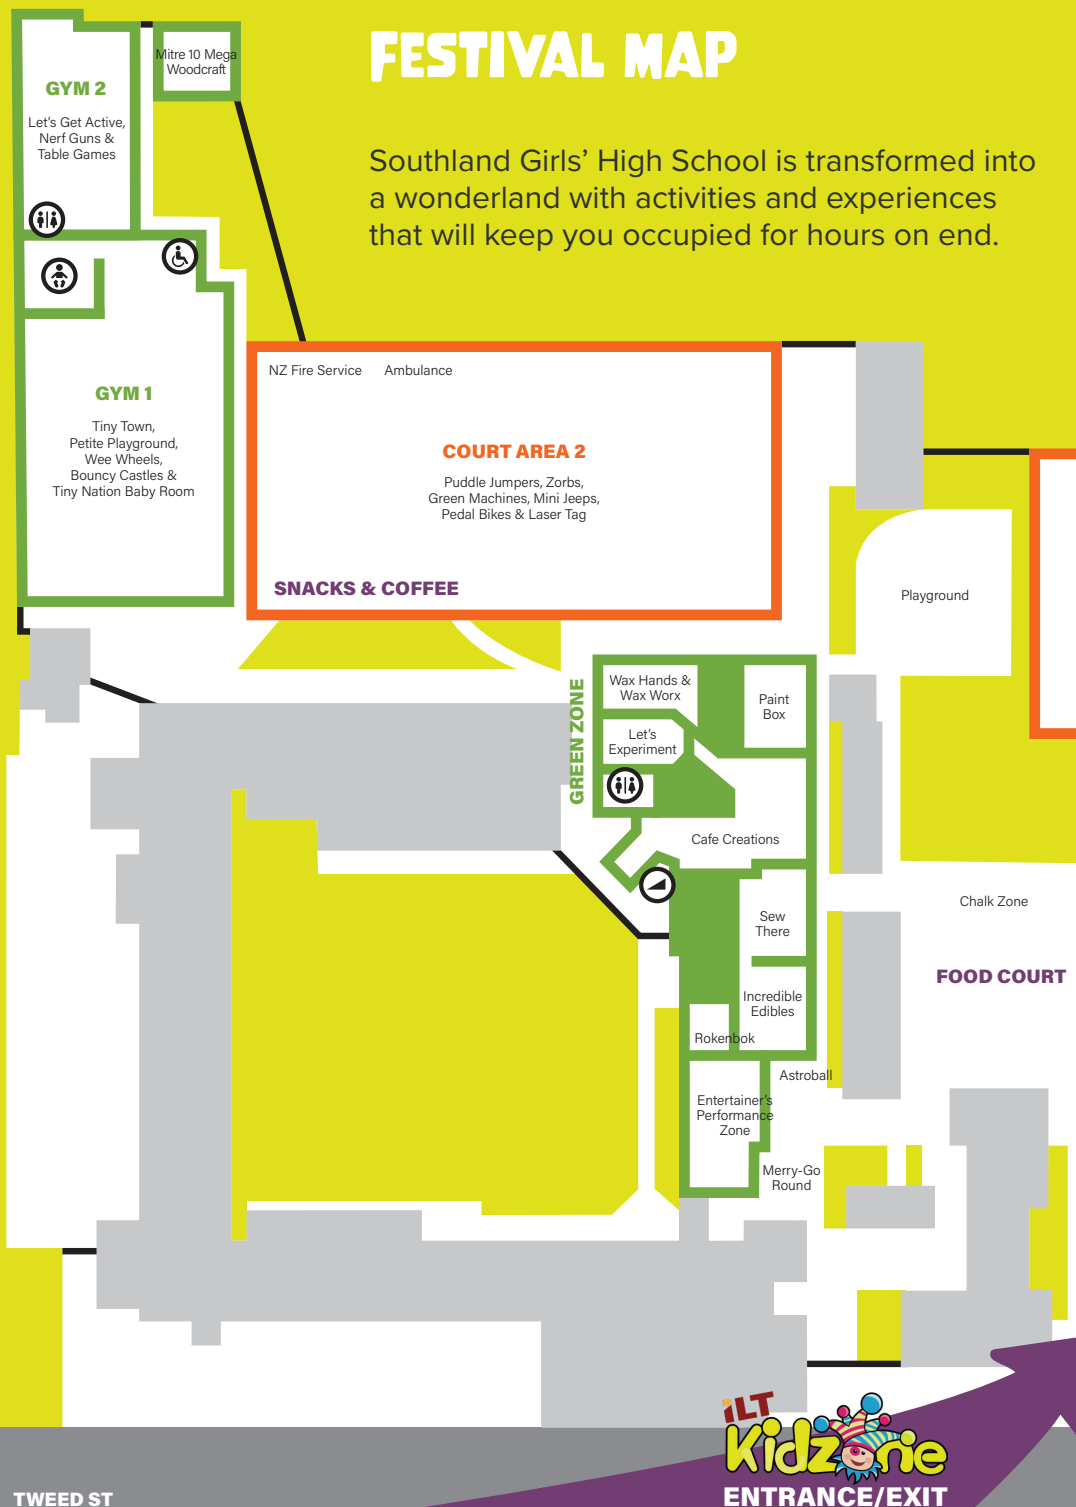 FESTIVAL MAP
Southland Girls’ High School is transformed into
a wonderland with activities and experiences
that will keep you occupied for hours on end.
Mitre 10 Mega
Woodcraft
GYM 2
Let’s Get Active,
Nerf Guns &
Table Games
GYM 1
Tiny Town,
Petite Playground,
Wee Wheels,
Bouncy Castles &
Tiny Nation Baby Room
NZ Fire Service
Ambulance
COURT AREA 2
Puddle Jumpers, Zorbs,
Green Machines, Mini Jeeps,
Pedal Bikes & Laser Tag
SNACKS & COFFEE
Playground
GREEN ZONE
Wax Hands &
Wax Worx
Paint
Box
Let’s
Experiment
Cafe Creations
Sew
There
Incredible
Edibles
Rokenbok
Astroball
Entertainer’s
Performance
Zone
Merry-Go
Round
Chalk Zone
FOOD COURT
iLT
Kidzone
ENTRANCE/EXIT
TWEED ST